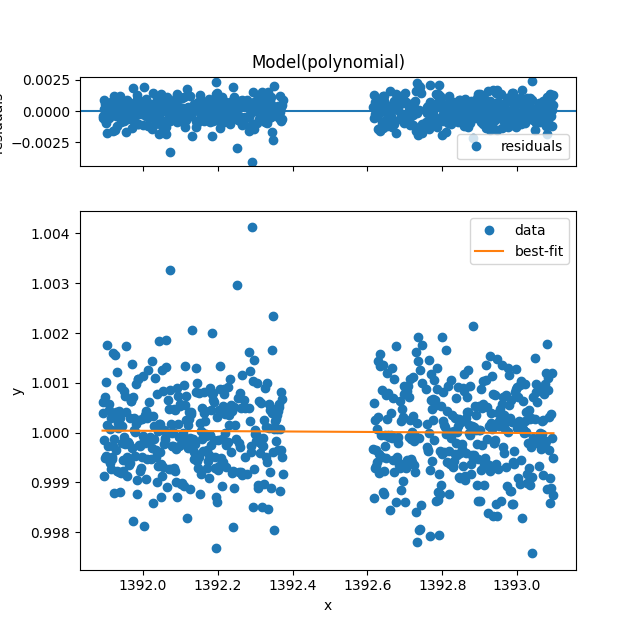 Model(polynomial)
0.0025
0.0000
−0.0025
residuals
residuals
1.004
1.003
1.002
1.001
1.000
0.999
0.998
y
data
best-fit
1392.0 1392.2 1392.4 1392.6 1392.8 1393.0
x